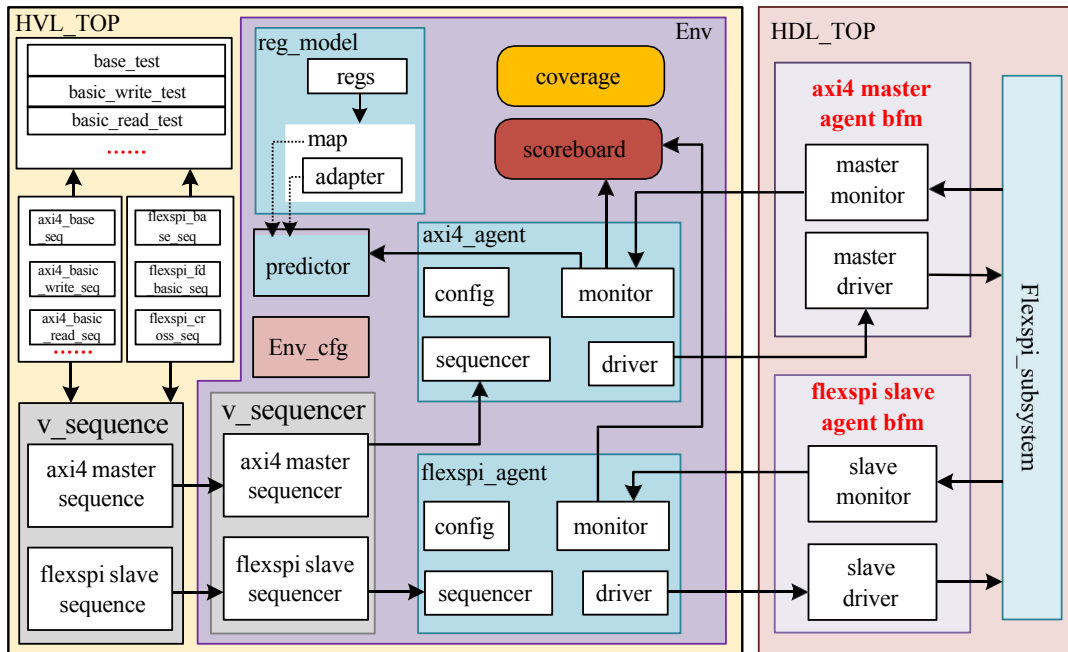 HVL_TOP
base_test
basic_write_test
basic_read_test
......
axi4_base
_seq
axi4_basic
_write_seq
axi4_basic
_read_seq
......
flexspi_ba
se_seq
flexspi_fd
_basic_seq
flexspi_cr
oss_seq
v_sequence
axi4 master
sequence
flexspi slave
sequence
Env
reg_model
regs
map
adapter
predictor
Env_cfg
v_sequencer
axi4 master
sequencer
flexspi slave
sequencer
coverage
scoreboard
axi4_agent
config
monitor
sequencer
driver
flexspi_agent
config
monitor
sequencer
driver
HDL_TOP
axi4 master
agent bfm
master
monitor
master
driver
flexspi slave
agent bfm
slave
monitor
slave
driver
Flexspi_subsystem